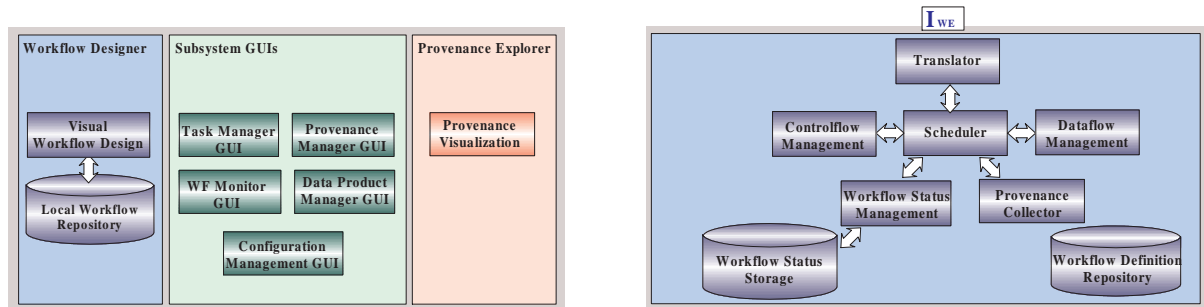 Workflow Designer
Subsystem GUIs
Provenance Explorer
Visual
Workflow Design
Local Workflow
Repository
Task Manager
GUI
Provenance
Manager GUI
WF Monitor
GUI
Data Product
Manager GUI
Configuration
Management GUI
Provenance
Visualization
I WE
Translator
Controlflow
Management
Scheduler
Dataflow
Management
Workflow Status
Management
Provenance
Collector
Workflow Status
Storage
Workflow Definition
Repository